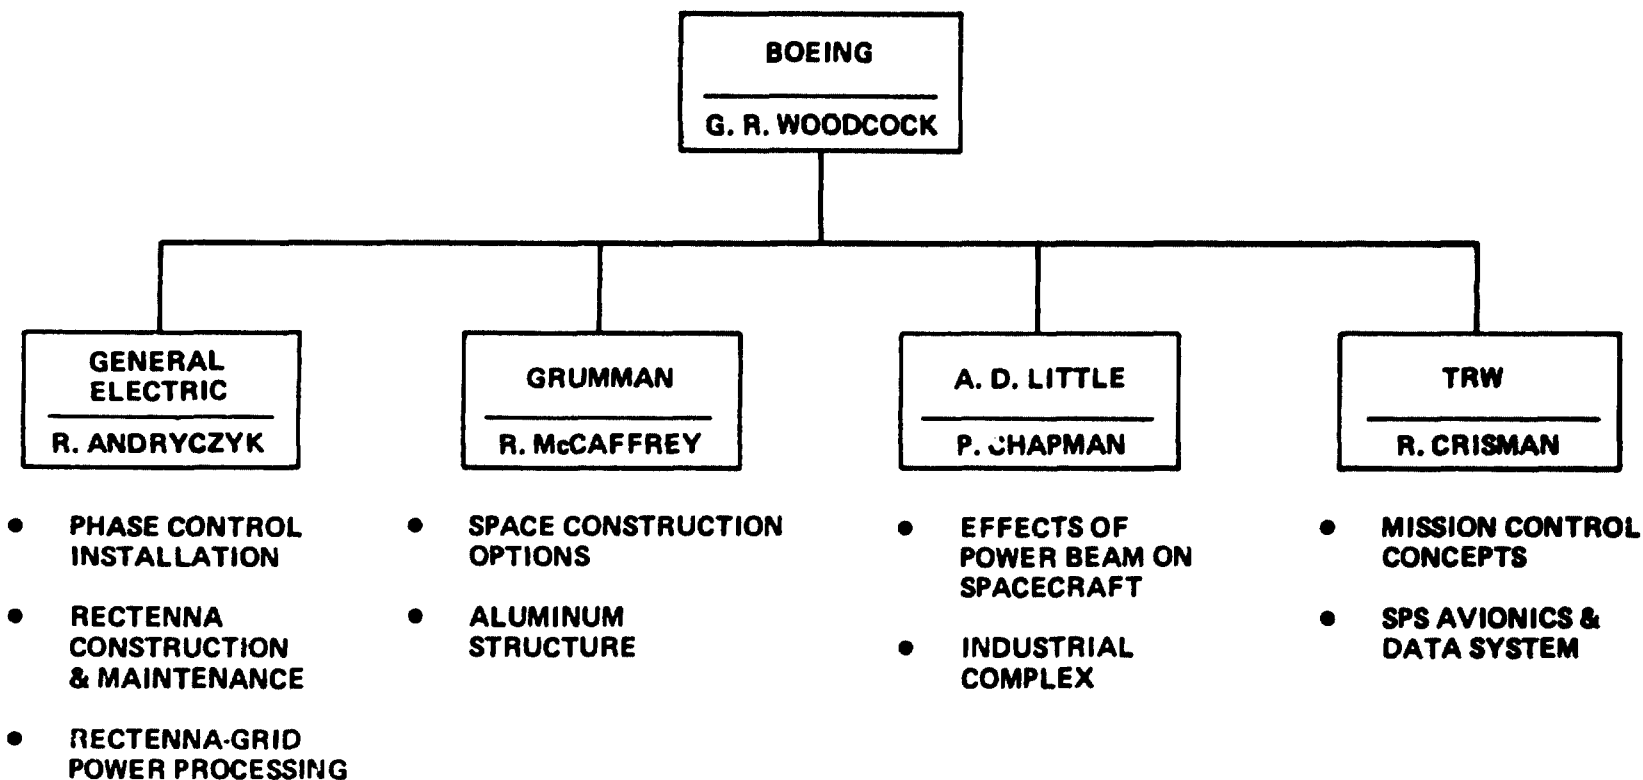 BOEING
G. R. WOODCOCK
GENERAL
ELECTRIC
R. ANDRYCZYK
GRUMMAN
R. McCAFFREY
A. D. LITTLE
P. CHAPMAN
TRW
R. CRISMAN
● PHASE CONTROL
INSTALLATION
● RECTENNA
CONSTRUCTION
& MAINTENANCE
● RECTENNA-GRID
POWER PROCESSING
● SPACE CONSTRUCTION
OPTIONS
● ALUMINUM
STRUCTURE
● EFFECTS OF
POWER BEAM ON
SPACECRAFT
● INDUSTRIAL
COMPLEX
● MISSION CONTROL
CONCEPTS
● SPS AVIONICS &
DATA SYSTEM